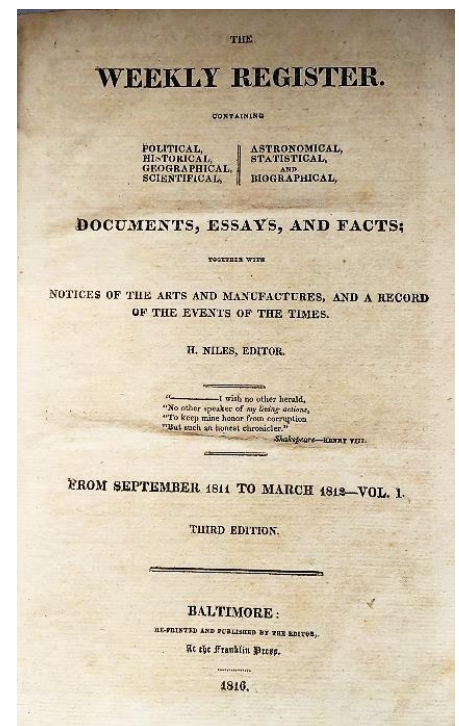 THE
WEEKLY REGISTER.
CONTAINING
POLITICAL,
HISTORICAL,
GEOGRAPHICAL,
SCIENTIFICAL,
ASTRONOMICAL,
STATISTICAL,
AND
BIOGRAPHICAL,
DOCUMENTS, ESSAYS, AND FACTS;
TOGETHER WITH
NOTICES OF THE ARTS AND MANUFACTURES, AND A RECORD
OF THE EVENTS OF THE TIMES.
H. NILES, EDITOR.
"————I wish no other herald,
"No other speaker of my living actions,
"To keep mine honor from corruption
"But such an honest chronicler."
Shakspeare—HENRY VIII.
FROM SEPTEMBER 1811 TO MARCH 1812—VOL. 1.
THIRD EDITION.
BALTIMORE:
RE-PRINTED AND PUBLISHED BY THE EDITOR,
At the Franklin Press.
1816.